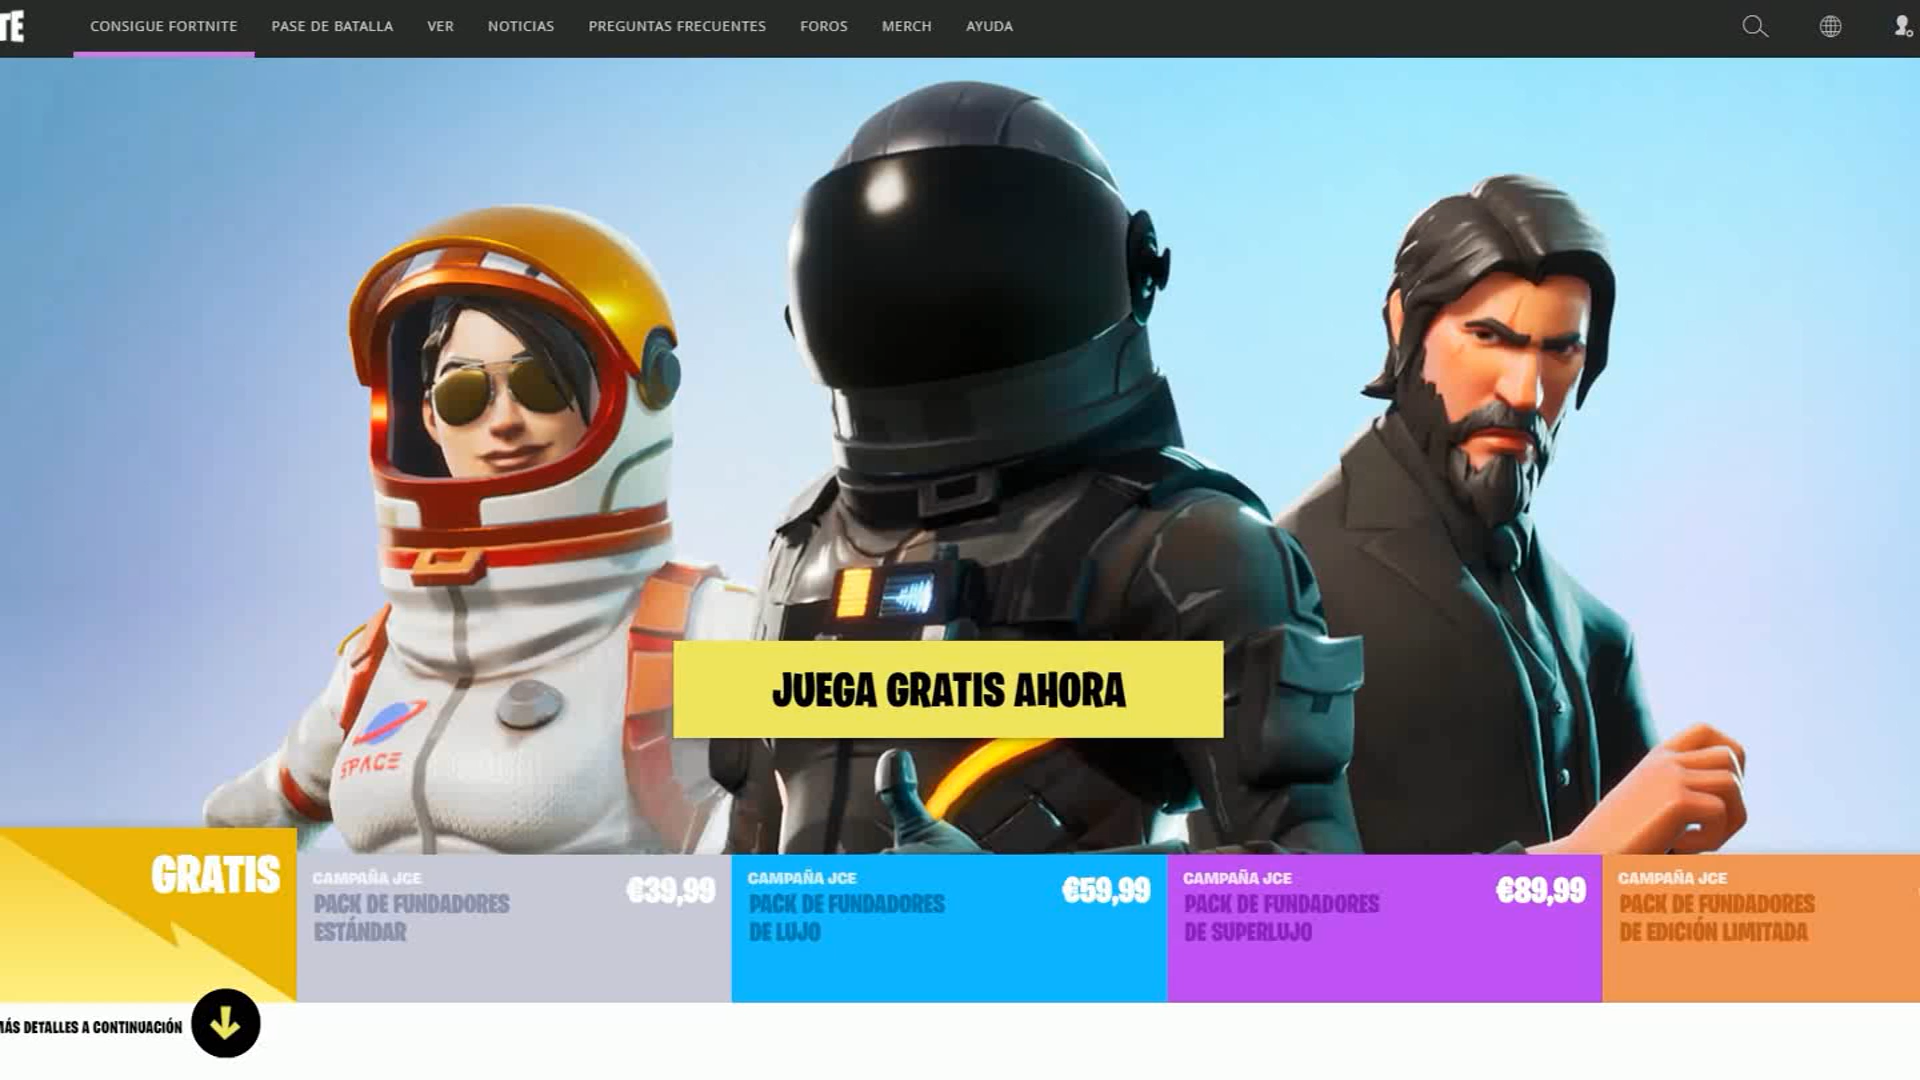 TE
CONSIGUE FORTNITE
PASE DE BATALLA
VER
NOTICIAS
PREGUNTAS FRECUENTES
FOROS
MERCH
AYUDA
SPACE
JUEGA GRATIS AHORA
GRATIS
CAMPAÑA JCE
PACK DE FUNDADORES
ESTÁNDAR
€39,99
CAMPAÑA JCE
PACK DE FUNDADORES
DE LUJO
€59,99
CAMPAÑA JCE
PACK DE FUNDADORES
DE SUPERLUJO
€89,99
CAMPAÑA JCE
PACK DE FUNDADORES
DE EDICIÓN LIMITADA
MÁS DETALLES A CONTINUACIÓN